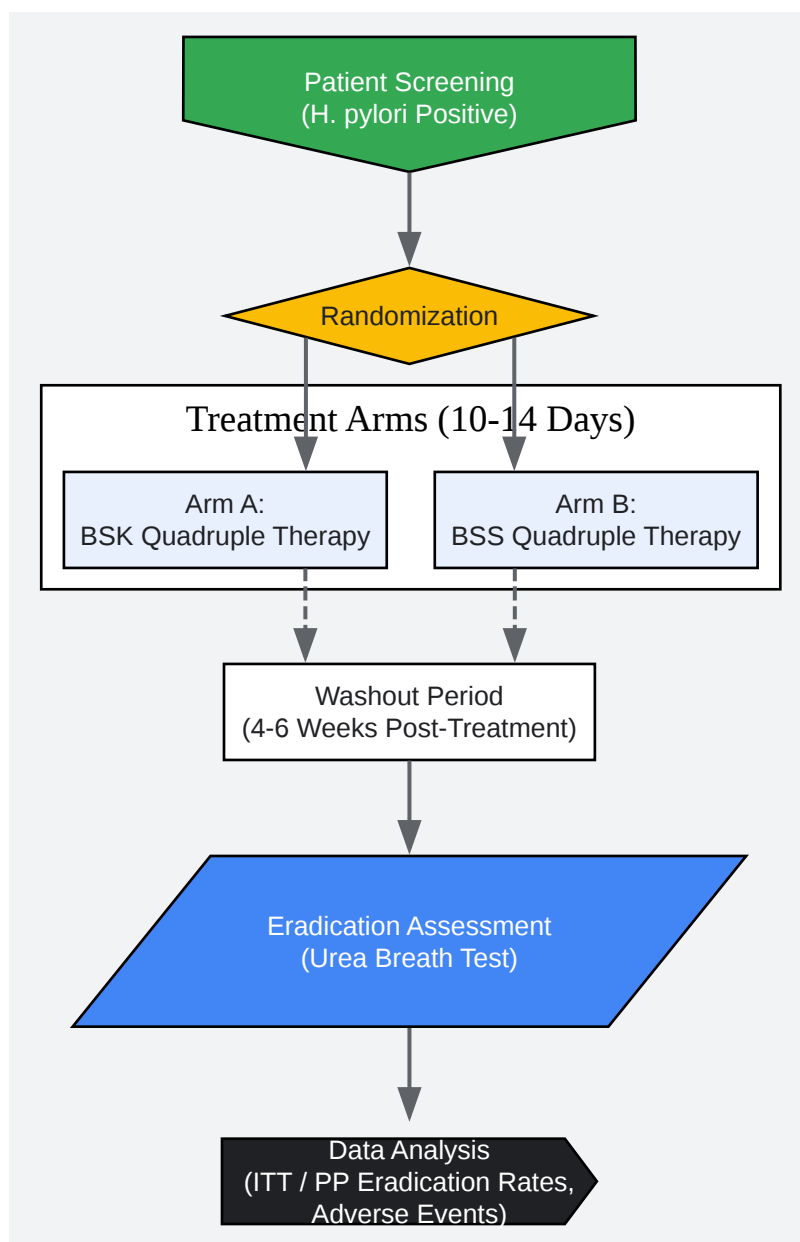 Patient Screening
(H. pylori Positive)
Randomization
Treatment Arms (10-14 Days)
Arm A:
BSK Quadruple Therapy
Arm B:
BSS Quadruple Therapy
Washout Period
(4-6 Weeks Post-Treatment)
Eradication Assessment
(Urea Breath Test)
Data Analysis
(ITT / PP Eradication Rates,
Adverse Events)